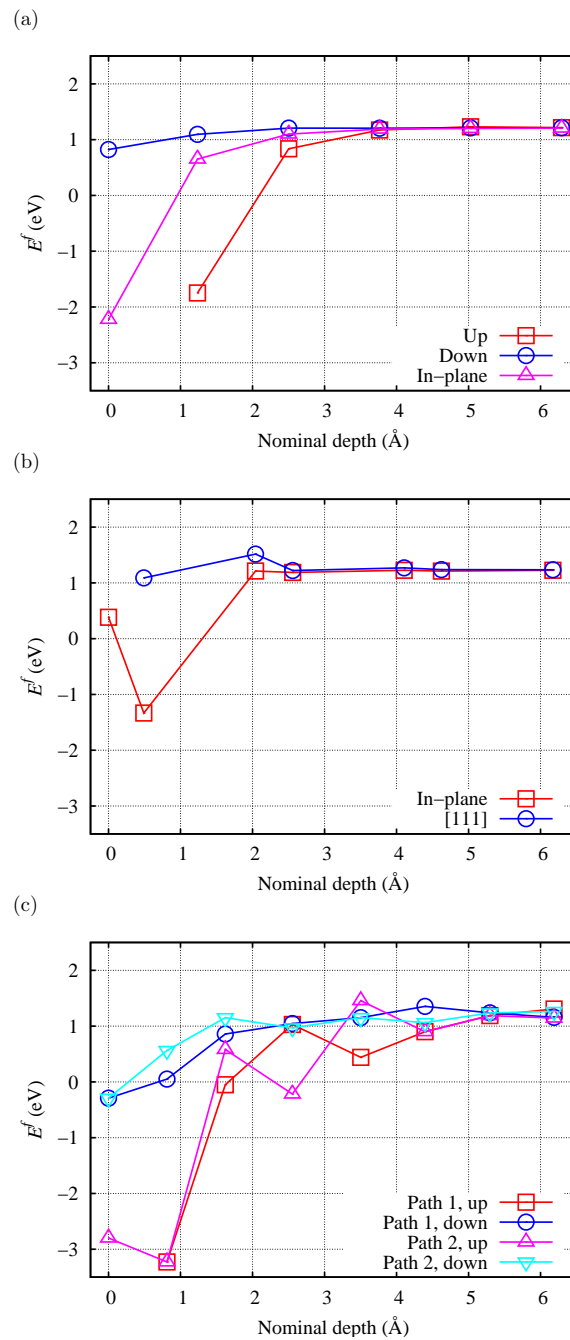 (a)
2
1
0
−1
−2
−3
E^f (eV)
Up
Down
In−plane
0 1 2 3 4 5 6
Nominal depth (Å)
(b)
2
1
0
−1
−2
−3
E^f (eV)
In−plane
[111]
0 1 2 3 4 5 6
Nominal depth (Å)
(c)
2
1
0
−1
−2
−3
E^f (eV)
Path 1, up
Path 1, down
Path 2, up
Path 2, down
0 1 2 3 4 5 6
Nominal depth (Å)